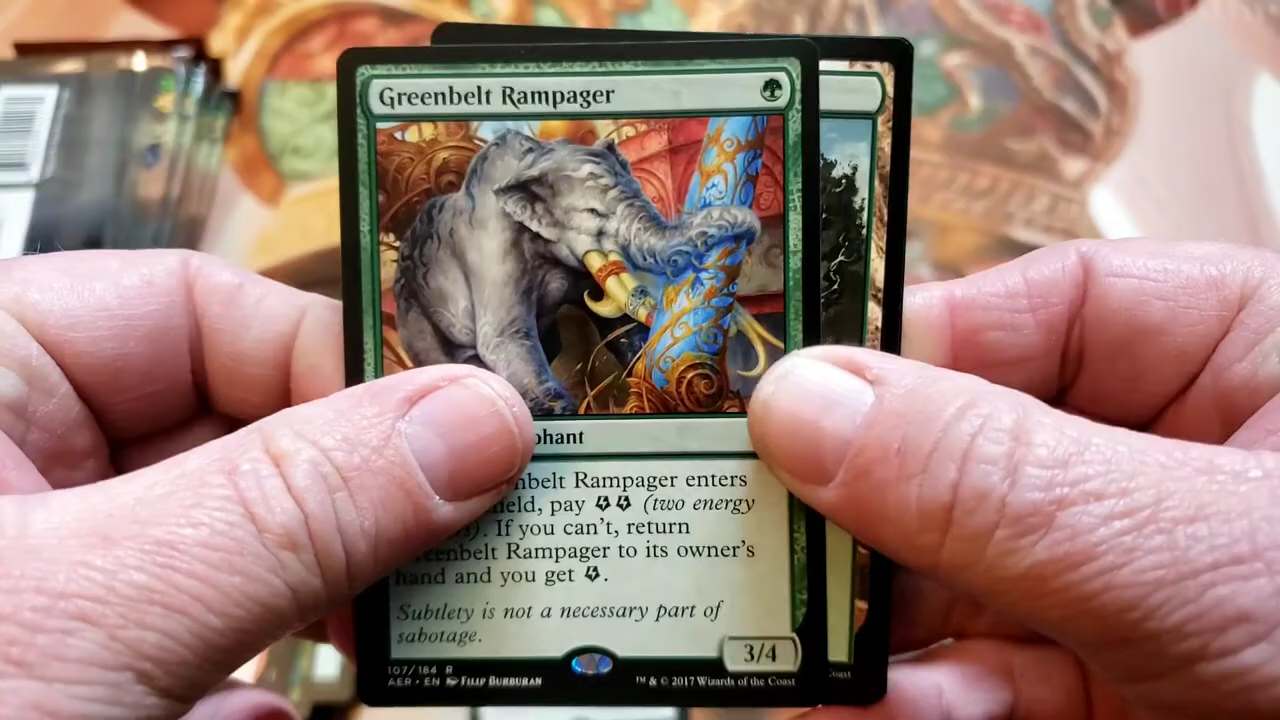 Greenbelt Rampager
phant
nbelt Rampager enters
field, pay (two energy
If you can't, return
Greenbelt Rampager to its owner's
hand and you get .
Subtlety is not a necessary part of
sabotage.
3/4
107/184 R
AER • EN Filip Burburan
™ & © 2017 Wizards of the Coast
oast